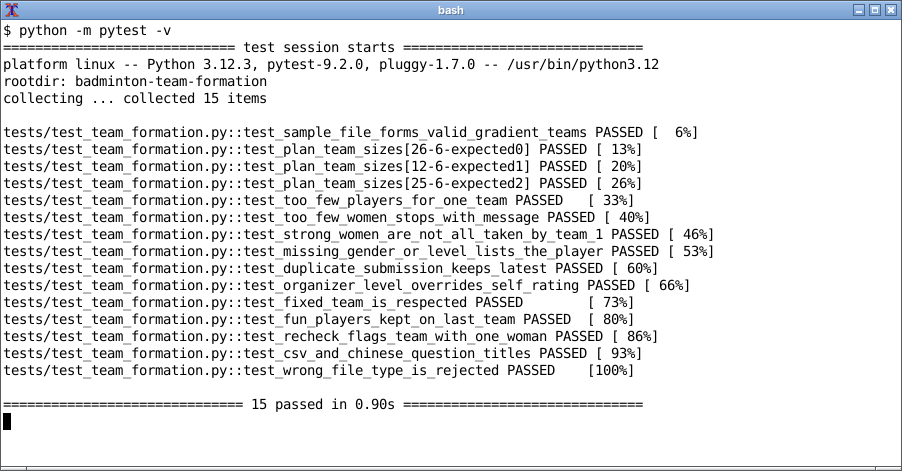 bash
$ python -m pytest -v
============================= test session starts ==============================
platform linux -- Python 3.12.3, pytest-9.2.0, pluggy-1.7.0 -- /usr/bin/python3.12
rootdir: badminton-team-formation
collecting ... collected 15 items
tests/test_team_formation.py::test_sample_file_forms_valid_gradient_teams PASSED [  6%]
tests/test_team_formation.py::test_plan_team_sizes[26-6-expected0] PASSED [ 13%]
tests/test_team_formation.py::test_plan_team_sizes[12-6-expected1] PASSED [ 20%]
tests/test_team_formation.py::test_plan_team_sizes[25-6-expected2] PASSED [ 26%]
tests/test_team_formation.py::test_too_few_players_for_one_team PASSED   [ 33%]
tests/test_team_formation.py::test_too_few_women_stops_with_message PASSED [ 40%]
tests/test_team_formation.py::test_strong_women_are_not_all_taken_by_team_1 PASSED [ 46%]
tests/test_team_formation.py::test_missing_gender_or_level_lists_the_player PASSED [ 53%]
tests/test_team_formation.py::test_duplicate_submission_keeps_latest PASSED [ 60%]
tests/test_team_formation.py::test_organizer_level_overrides_self_rating PASSED [ 66%]
tests/test_team_formation.py::test_fixed_team_is_respected PASSED        [ 73%]
tests/test_team_formation.py::test_fun_players_kept_on_last_team PASSED  [ 80%]
tests/test_team_formation.py::test_recheck_flags_team_with_one_woman PASSED [ 86%]
tests/test_team_formation.py::test_csv_and_chinese_question_titles PASSED [ 93%]
tests/test_team_formation.py::test_wrong_file_type_is_rejected PASSED    [100%]
============================== 15 passed in 0.90s ==============================